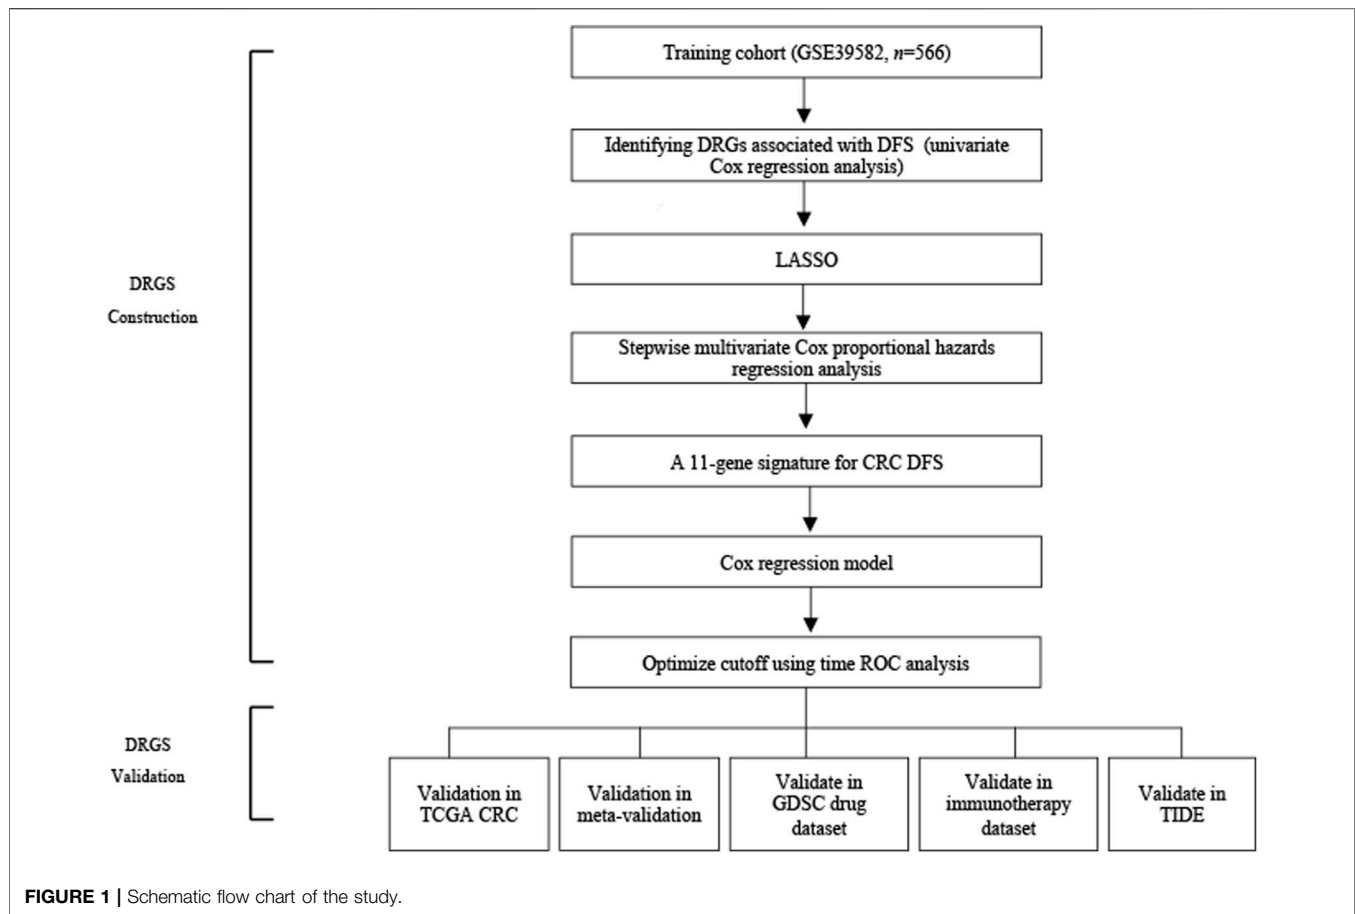 Training cohort (GSE39582, n=566)
Identifying DRGs associated with DFS (univariate
Cox regression analysis)
LASSO
DRGS
Construction
Stepwise multivariate Cox proportional hazards
regression analysis
A 11-gene signature for CRC DFS
Cox regression model
Optimize cutoff using time ROC analysis
DRGS
Validation
Validation in
TCGA CRC
Validation in
meta-validation
Validate in
GDSC drug
dataset
Validate in
immunotherapy
dataset
Validate in
TIDE
FIGURE 1 | Schematic flow chart of the study.